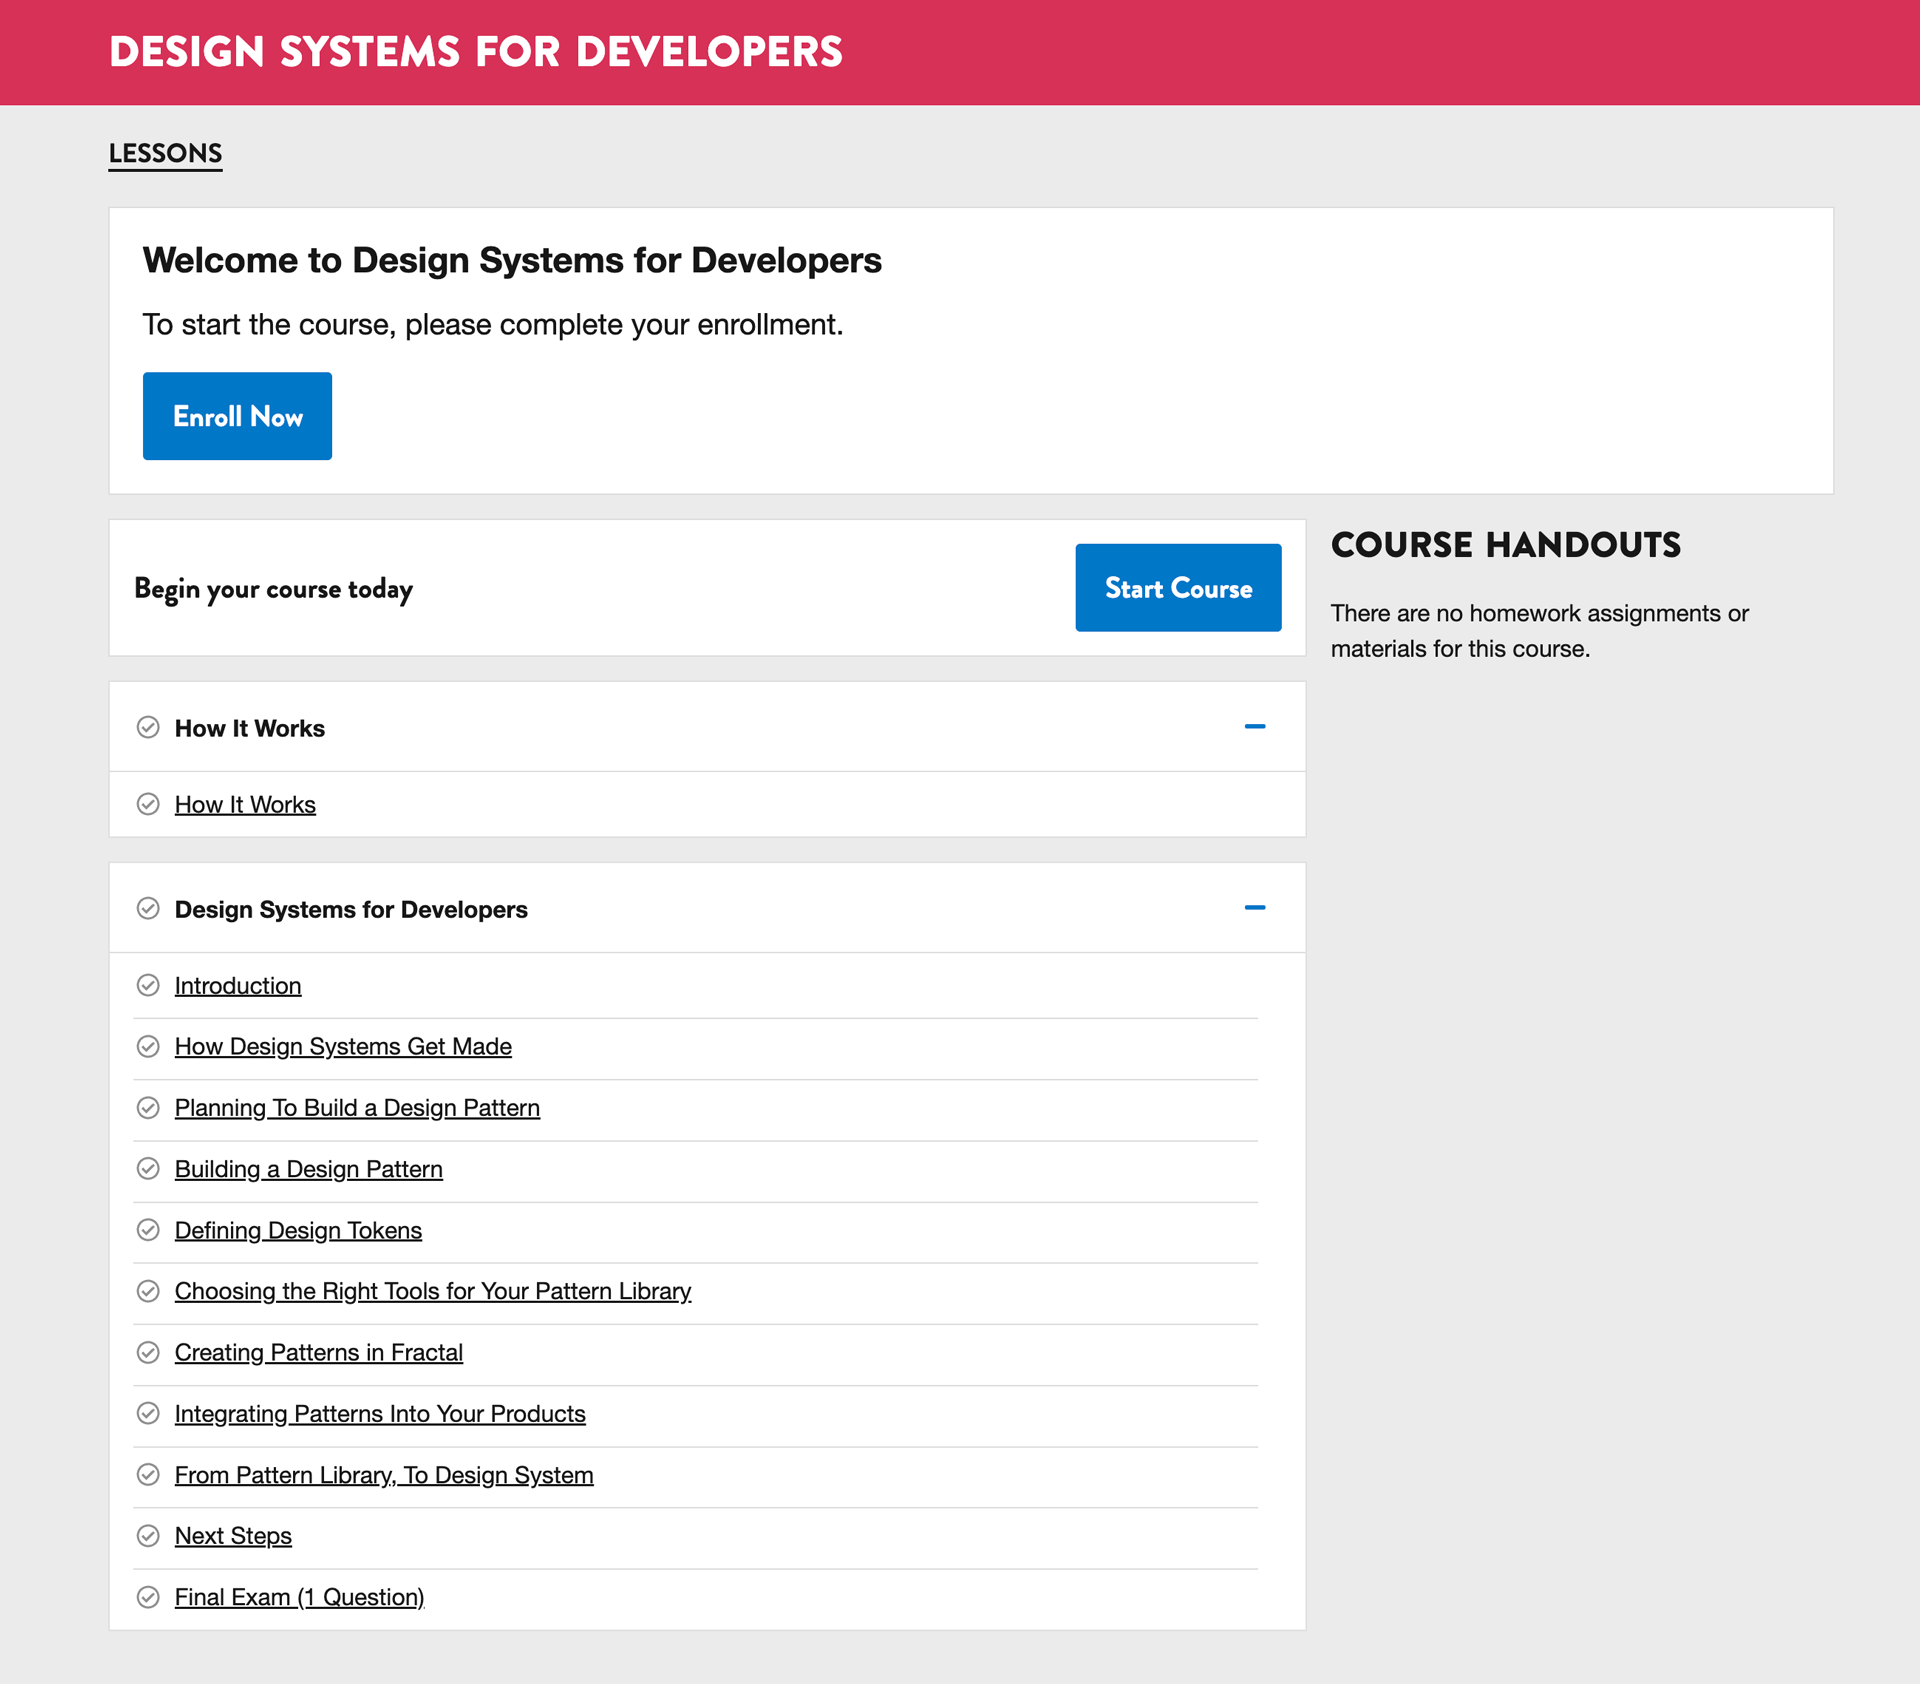 DESIGN SYSTEMS FOR DEVELOPERS
LESSONS
Welcome to Design Systems for Developers
To start the course, please complete your enrollment.
Enroll Now
Begin your course today
Start Course
COURSE HANDOUTS
There are no homework assignments or
materials for this course.
How It Works
How It Works
Design Systems for Developers
Introduction
How Design Systems Get Made
Planning To Build a Design Pattern
Building a Design Pattern
Defining Design Tokens
Choosing the Right Tools for Your Pattern Library
Creating Patterns in Fractal
Integrating Patterns Into Your Products
From Pattern Library, To Design System
Next Steps
Final Exam (1 Question)